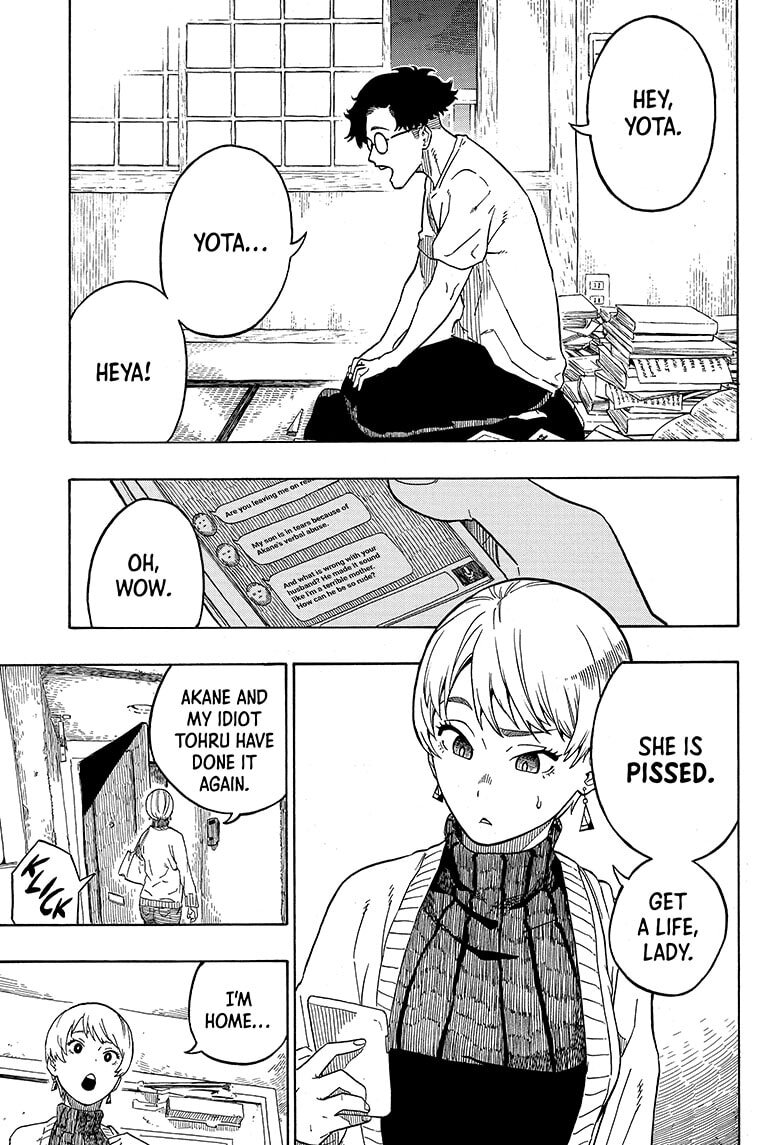 HEY,
YOTA.
YOTA...
HEYA!
Are you leaving me on re
My son is in tears because of
Akane's verbal abuse.
And what is wrong with your
husband? He made it sound
like I'm a terrible mother.
How can he be so rude?
OH,
WOW.
SHE IS
PISSED.
GET
A LIFE,
LADY.
AKANE AND
MY IDIOT
TOHRU HAVE
DONE IT
AGAIN.
KLICK
I'M
HOME...